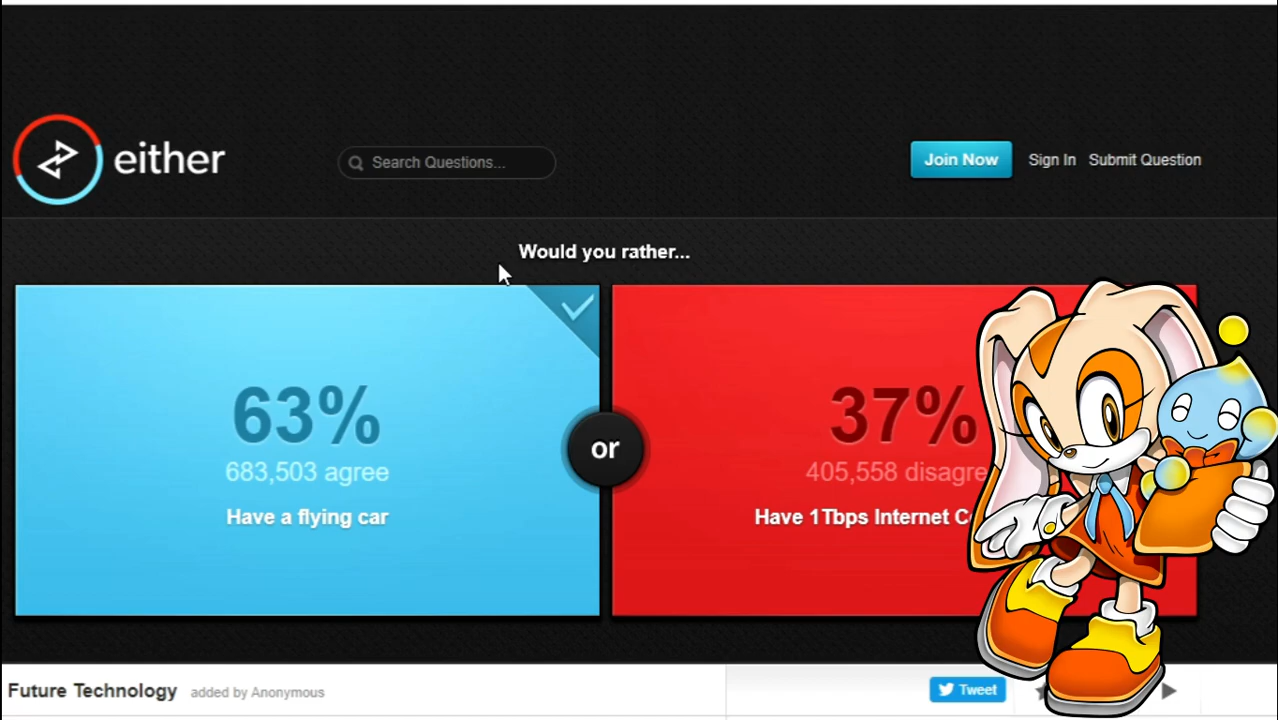 either
Search Questions...
Join Now
Sign In
Submit Question
Would you rather...
63%
683,503 agree
Have a flying car
or
37%
405,558
Have 1Tbps Internet
Future Technology
added by Anonymous
Tweet